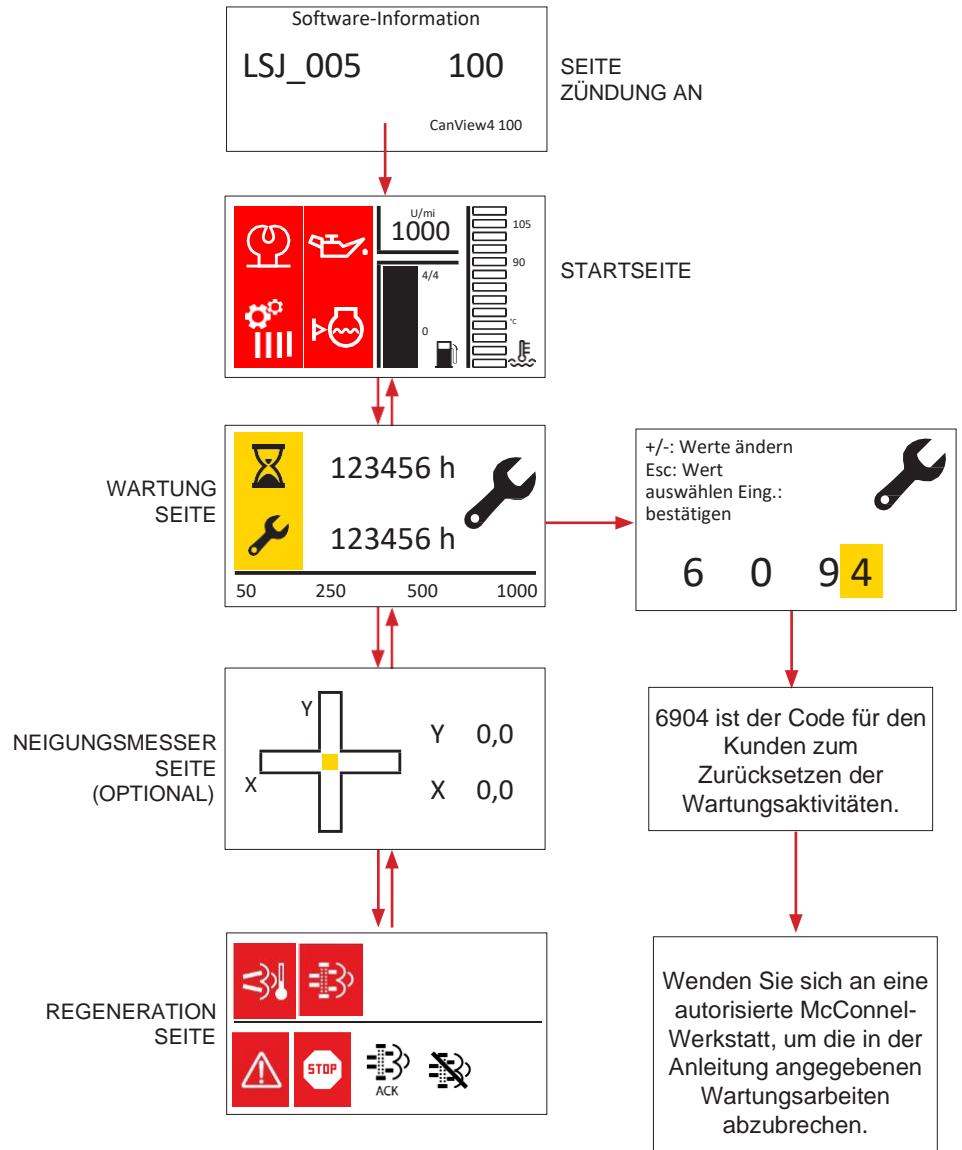 Software-Information
LSJ_005 100
CanView4 100
SEITE
ZÜNDUNG AN
U/mi
1000
4/4
0
105
90
°C
STARTSEITE
WARTUNG
SEITE
123456 h
123456 h
50 250 500 1000
+/-: Werte ändern
Esc: Wert
auswählen Eing.:
bestätigen
6 0 9 4
6904 ist der Code für den
Kunden zum
Zurücksetzen der
Wartungsaktivitäten.
NEIGUNGSMESSER
SEITE
(OPTIONAL)
Y
X
Y 0,0
X 0,0
REGENERATION
SEITE
STOP
ACK
Wenden Sie sich an eine
autorisierte McConnel-
Werkstatt, um die in der
Anleitung angegebenen
Wartungsarbeiten
abzubrechen.